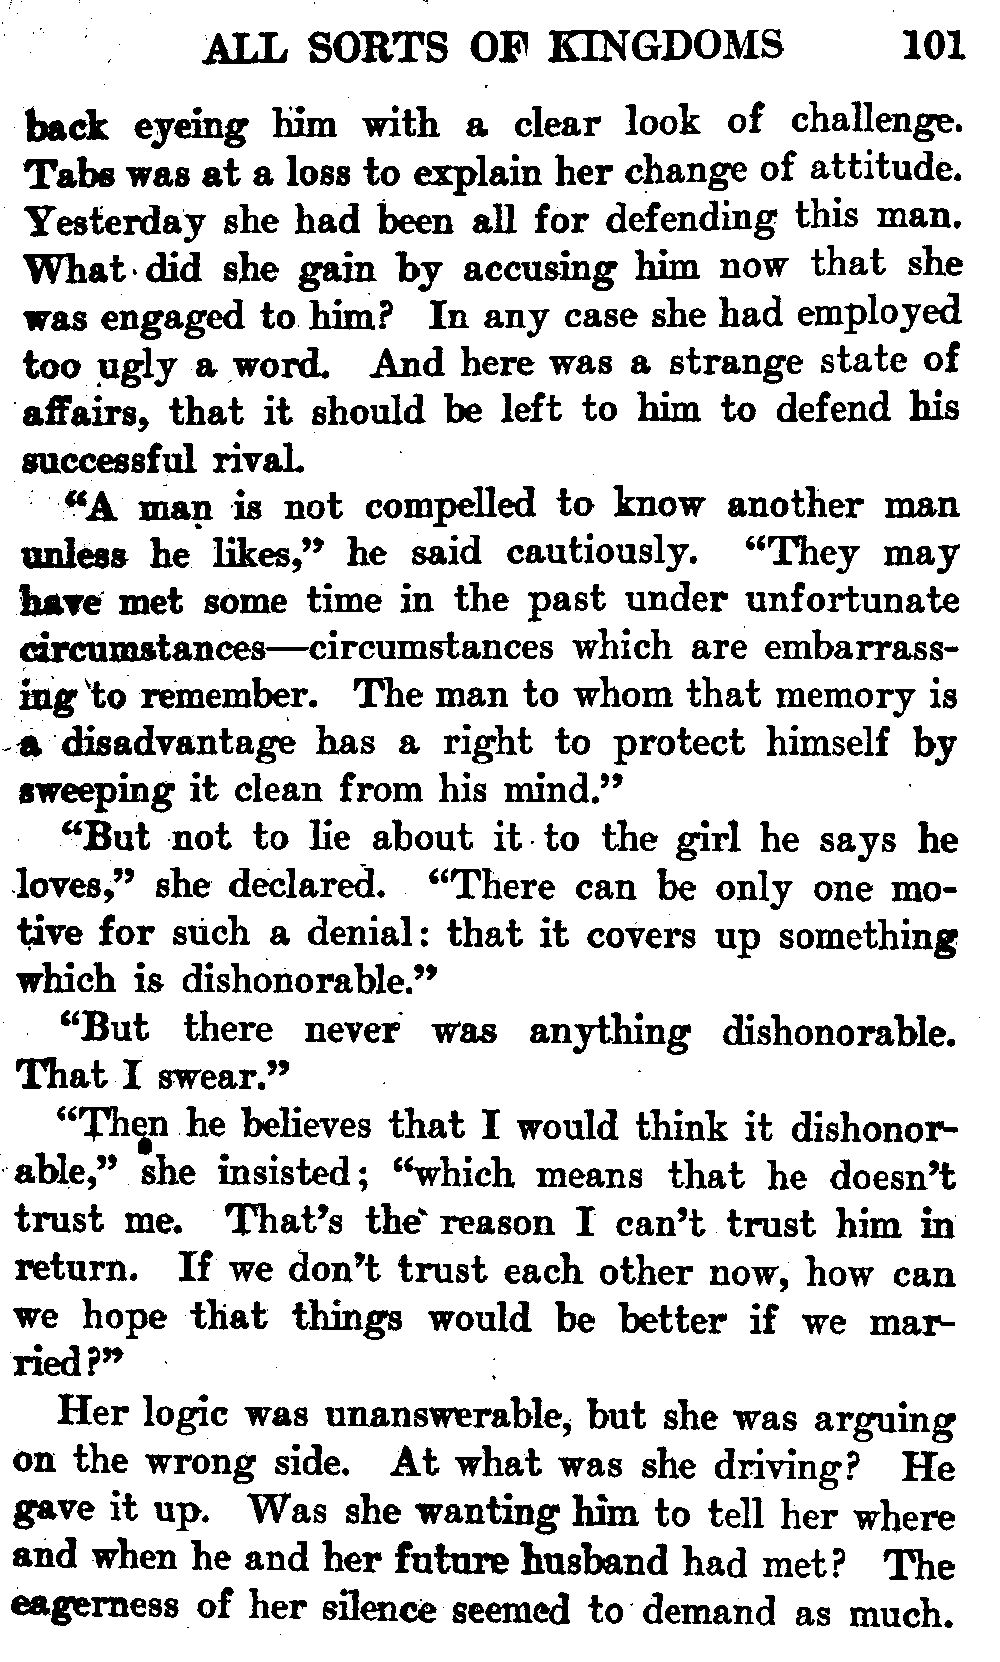 ALL SORTS OF KINGDOMS 101
back eyeing him with a clear look of challenge.
Tabs was at a loss to explain her change of attitude.
Yesterday she had been all for defending this man.
What did she gain by accusing him now that she
was engaged to him? In any case she had employed
too ugly a word. And here was a strange state of
affairs, that it should be left to him to defend his
successful rival.
“A man is not compelled to know another man
unless he likes,” he said cautiously. “They may
have met some time in the past under unfortunate
circumstances—circumstances which are embarrass-
ing to remember. The man to whom that memory is
a disadvantage has a right to protect himself by
sweeping it clean from his mind.”
“But not to lie about it to the girl he says he
loves,” she declared. “There can be only one mo-
tive for such a denial: that it covers up something
which is dishonorable.”
“But there never was anything dishonorable.
That I swear.”
“Then he believes that I would think it dishonor-
able,” she insisted; “which means that he doesn’t
trust me. That’s the reason I can’t trust him in
return. If we don’t trust each other now, how can
we hope that things would be better if we mar-
ried?”
Her logic was unanswerable, but she was arguing
on the wrong side. At what was she driving? He
gave it up. Was she wanting him to tell her where
and when he and her future husband had met? The
eagerness of her silence seemed to demand as much.